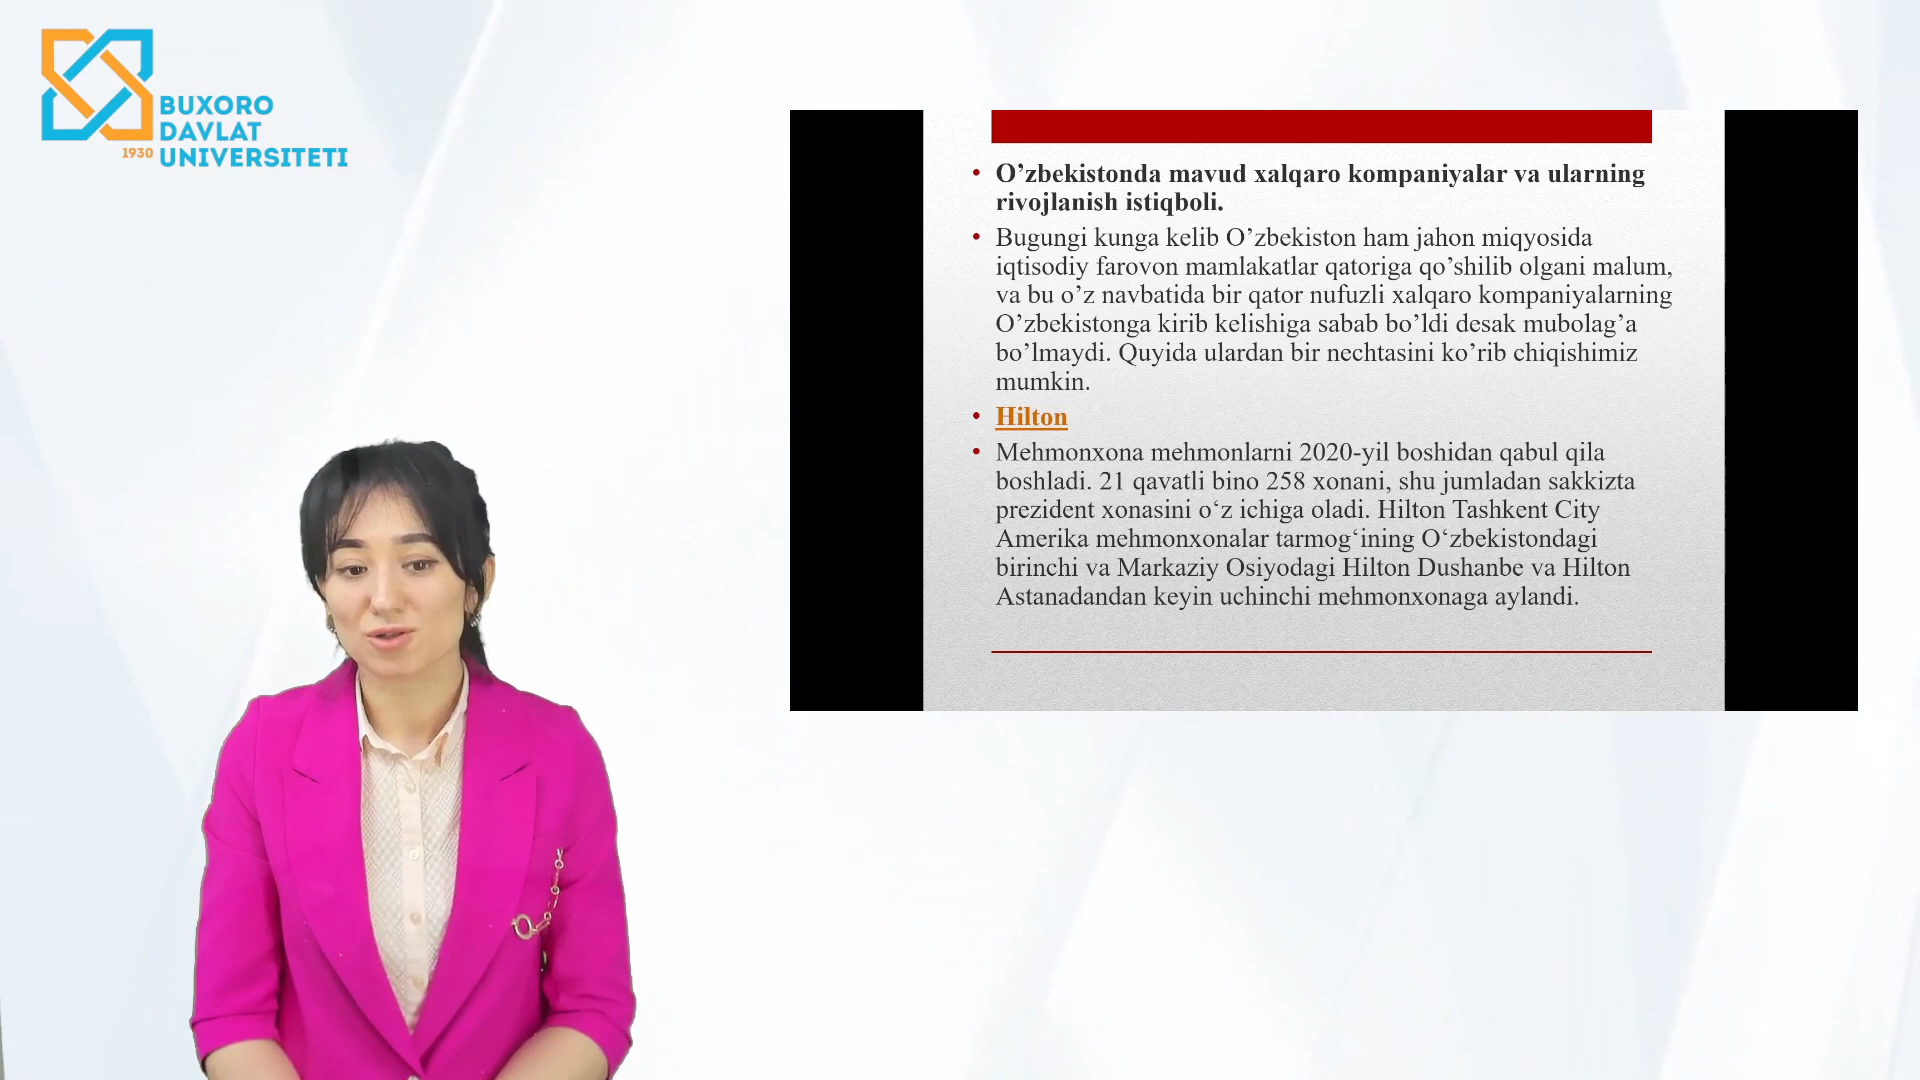 BUXORO
DAVLAT
1930 UNIVERSITETI
• O’zbekistonda mavud xalqaro kompaniyalar va ularning
rivojlanish istiqboli.
• Bugungi kunga kelib O’zbekiston ham jahon miqyosida
iqtisodiy farovon mamlakatlar qatoriga qo’shilib olgani malum,
va bu o’z navbatida bir qator nufuzli xalqaro kompaniyalarning
O’zbekistonga kirib kelishiga sabab bo’ldi desak mubolag’a
bo’lmaydi. Quyida ulardan bir nechtasini ko’rib chiqishimiz
mumkin.
• Hilton
• Mehmonxona mehmonlarni 2020-yil boshidan qabul qila
boshladi. 21 qavatli bino 258 xonani, shu jumladan sakkizta
prezident xonasini o‘z ichiga oladi. Hilton Tashkent City
Amerika mehmonxonalar tarmog‘ining O‘zbekistondagi
birinchi va Markaziy Osiyodagi Hilton Dushanbe va Hilton
Astanadandan keyin uchinchi mehmonxonaga aylandi.